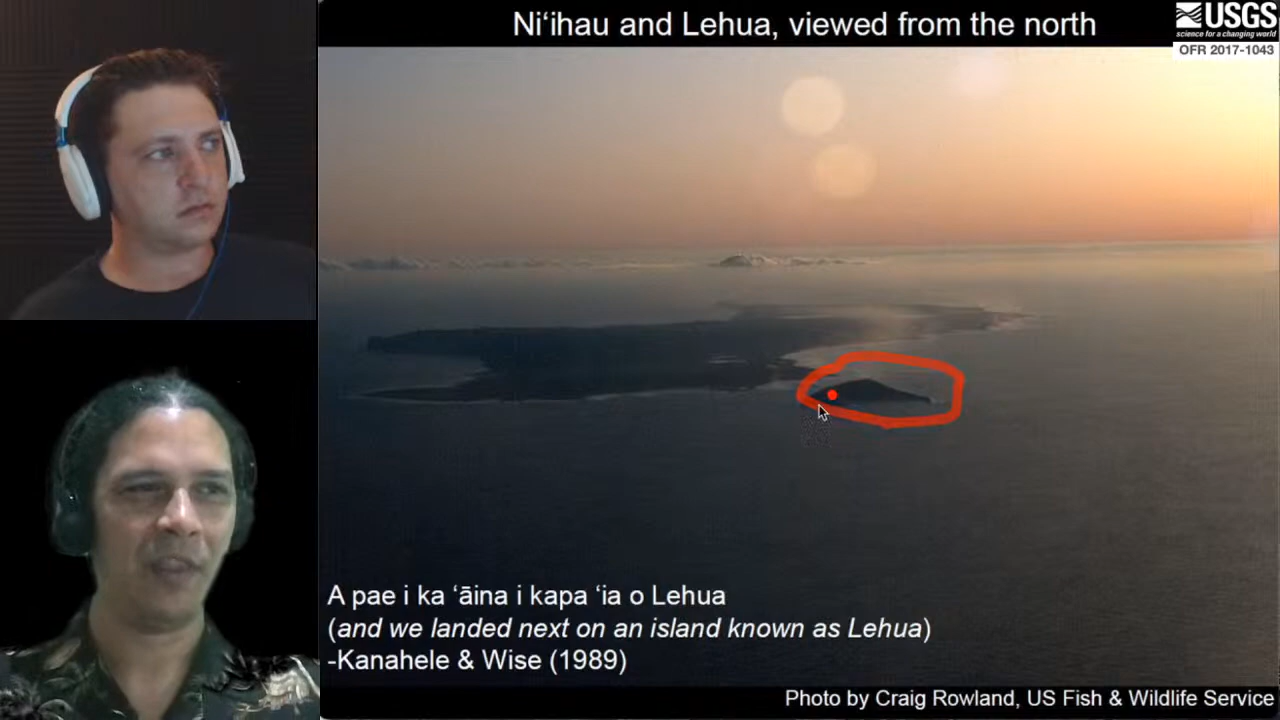 Niʻihau and Lehua, viewed from the north
USGS
science for a changing world
OFR 2017-1043
A pae i ka ʻāina i kapa ʻia o Lehua
(and we landed next on an island known as Lehua)
-Kanahele & Wise (1989)
Photo by Craig Rowland, US Fish & Wildlife Service